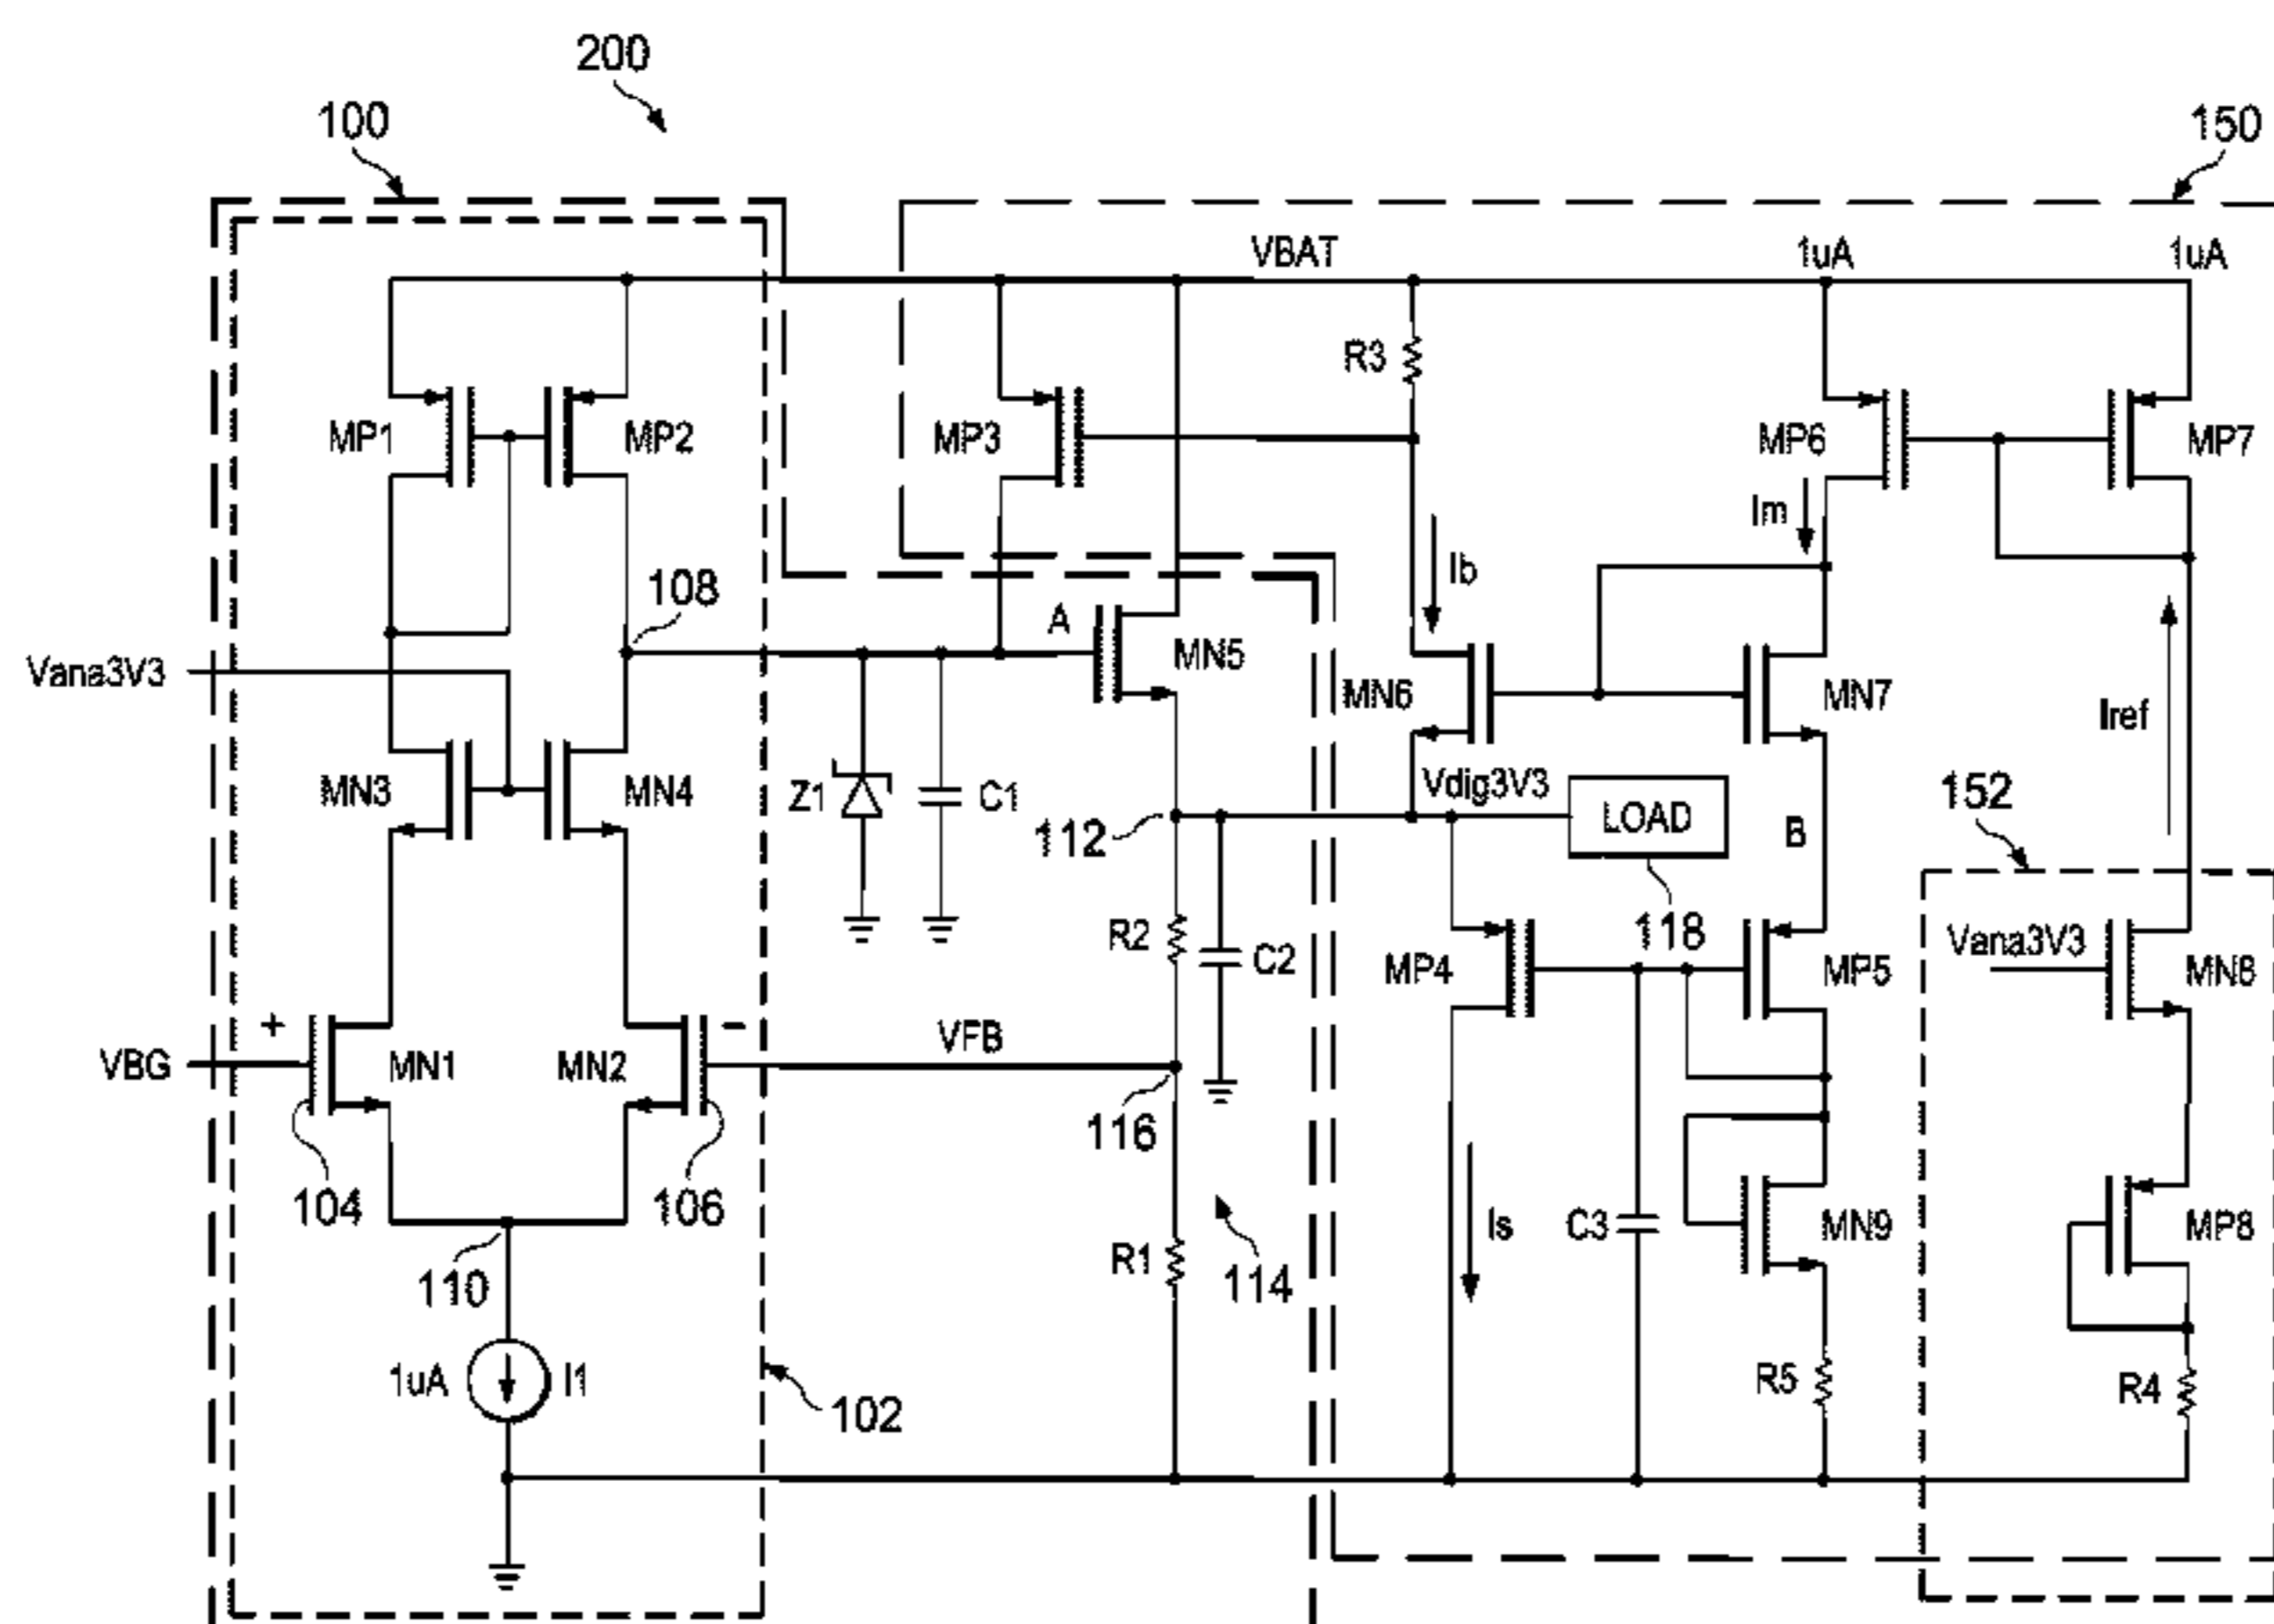 200
100
150
VBAT
1uA
1uA
R3
MP1
MP2
MP3
MP6
MP7
Im
Ib
108
A
MN5
Vana3V3
MN6
MN7
Iref
MN3
MN4
Z1
C1
Vdig3V3
LOAD
152
112
B
R2
C2
118
Vana3V3
MP4
MP5
MN8
+
-
VFB
VBG
MN1
MN2
116
104
106
R1
114
Is
C3
MN9
MP8
110
1uA
I1
R5
R4
102